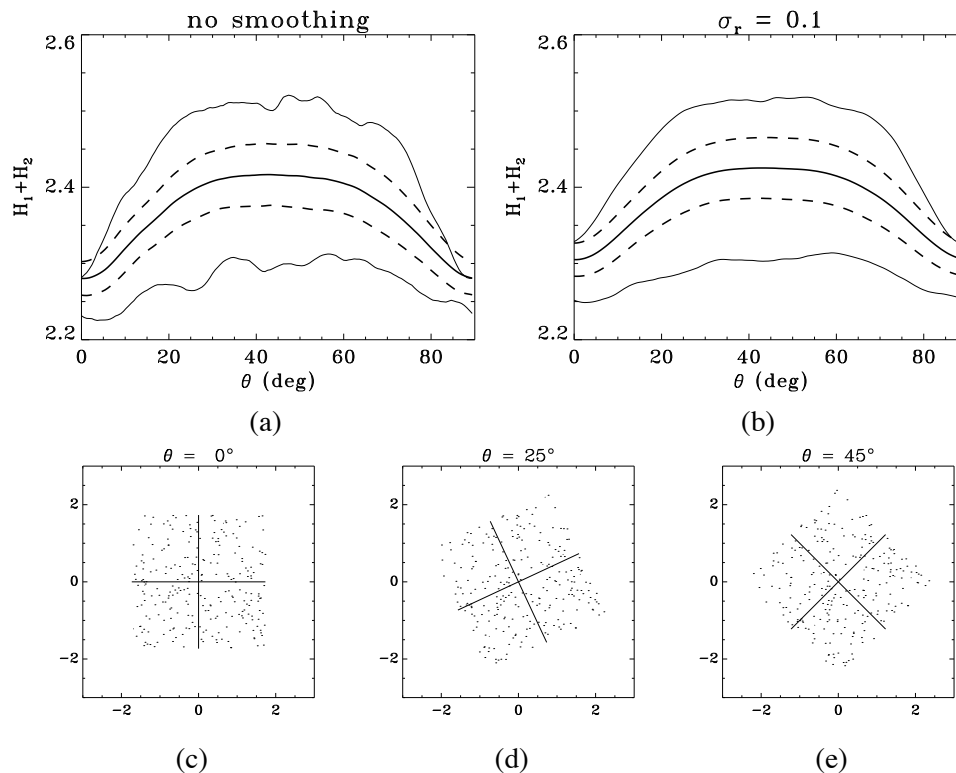 no smoothing
σr = 0.1
2.6
2.4
2.2
H1+H2
0 20 40 60 80
θ (deg)
(a)
2.6
2.4
2.2
H1+H2
0 20 40 60 80
θ (deg)
(b)
θ = 0°
2
0
−2
−2 0 2
(c)
θ = 25°
2
0
−2
−2 0 2
(d)
θ = 45°
2
0
−2
−2 0 2
(e)